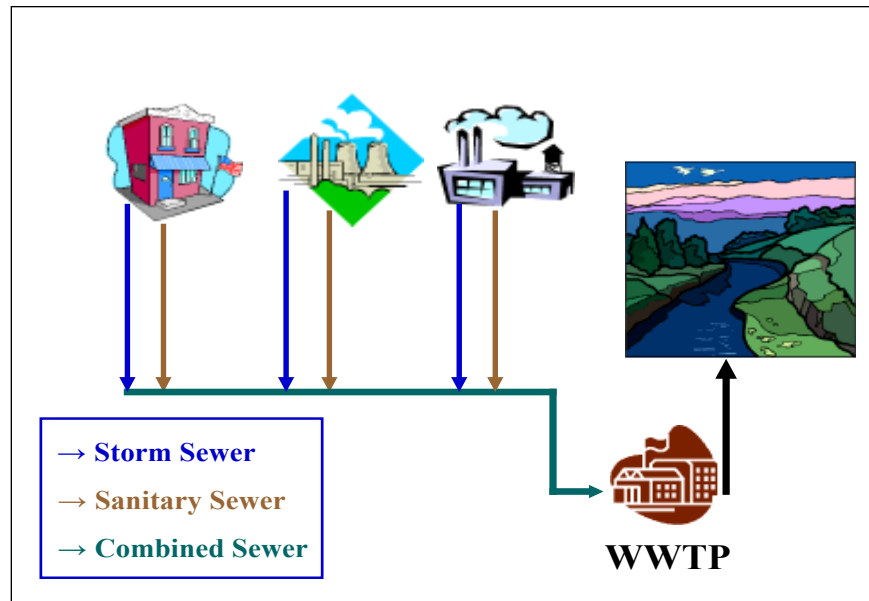 → Storm Sewer
→ Sanitary Sewer
→ Combined Sewer
WWTP